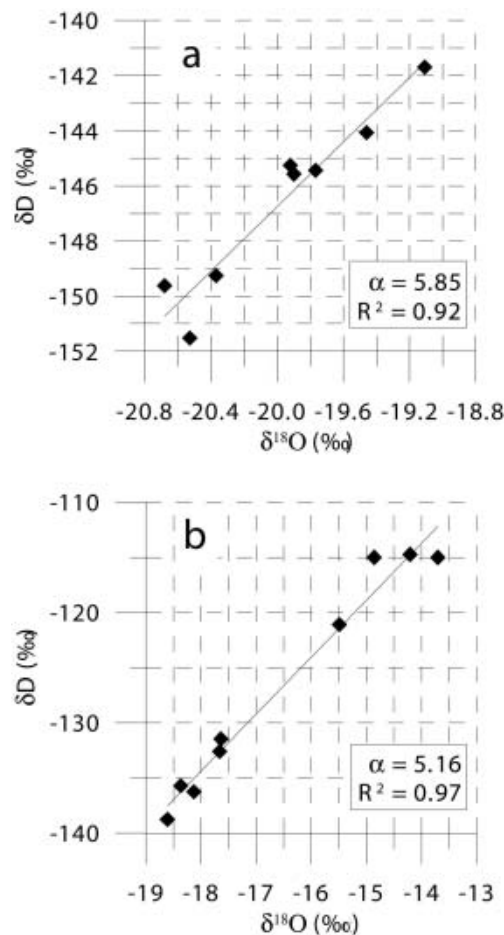 -140
a
-142
-144
-146
δD (‰)
-148
-150
-152
α = 5.85
R² = 0.92
-20.8 -20.4 -20.0 -19.6 -19.2 -18.8
δ¹⁸O (‰)
-110
b
-120
δD (‰)
-130
-140
α = 5.16
R² = 0.97
-19 -18 -17 -16 -15 -14 -13
δ¹⁸O (‰)